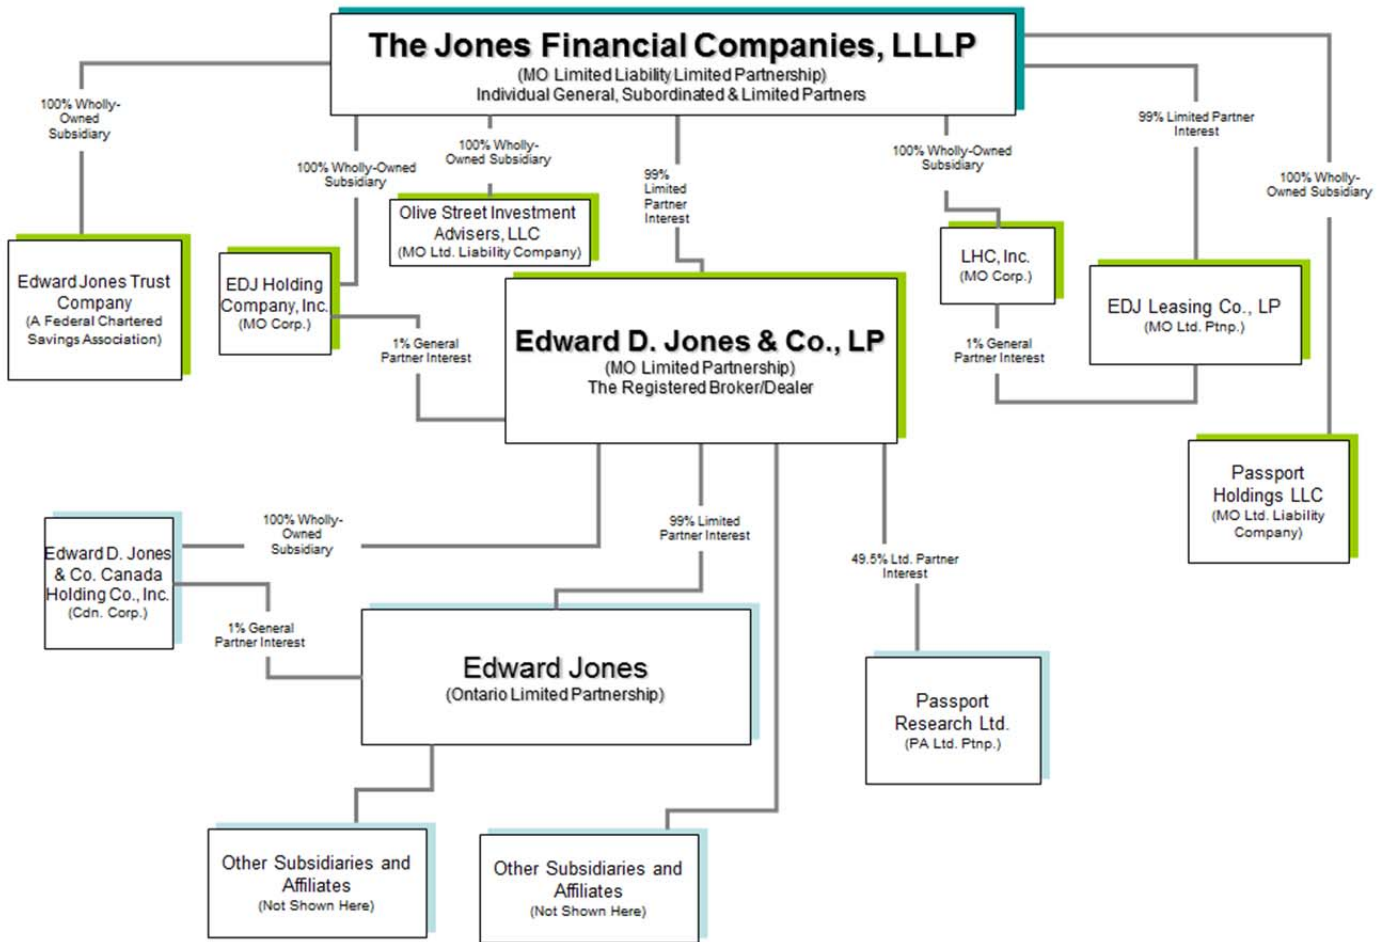 The Jones Financial Companies, LLLP
(MO Limited Liability Limited Partnership)
Individual General, Subordinated & Limited Partners
100% Wholly-
Owned
Subsidiary
100% Wholly-Owned
Subsidiary
100% Wholly-
Owned Subsidiary
99%
Limited
Partner
Interest
100% Wholly-Owned
Subsidiary
99% Limited Partner
Interest
100% Wholly-
Owned Subsidiary
Edward Jones Trust
Company
(A Federal Chartered
Savings Association)
EDJ Holding
Company, Inc.
(MO Corp.)
Olive Street Investment
Advisers, LLC
(MO Ltd. Liability Company)
LHC, Inc.
(MO Corp.)
EDJ Leasing Co., LP
(MO Ltd. Ptnp.)
1% General
Partner Interest
Edward D. Jones & Co., LP
(MO Limited Partnership)
The Registered Broker/Dealer
1% General
Partner Interest
Passport
Holdings LLC
(MO Ltd. Liability
Company)
100% Wholly-
Owned
Subsidiary
99% Limited
Partner Interest
49.5% Ltd. Partner
Interest
Edward D. Jones
& Co. Canada
Holding Co., Inc.
(Cdn. Corp.)
1% General
Partner Interest
Edward Jones
(Ontario Limited Partnership)
Passport
Research Ltd.
(PA Ltd. Ptnp.)
Other Subsidiaries and
Affiliates
(Not Shown Here)
Other Subsidiaries and
Affiliates
(Not Shown Here)